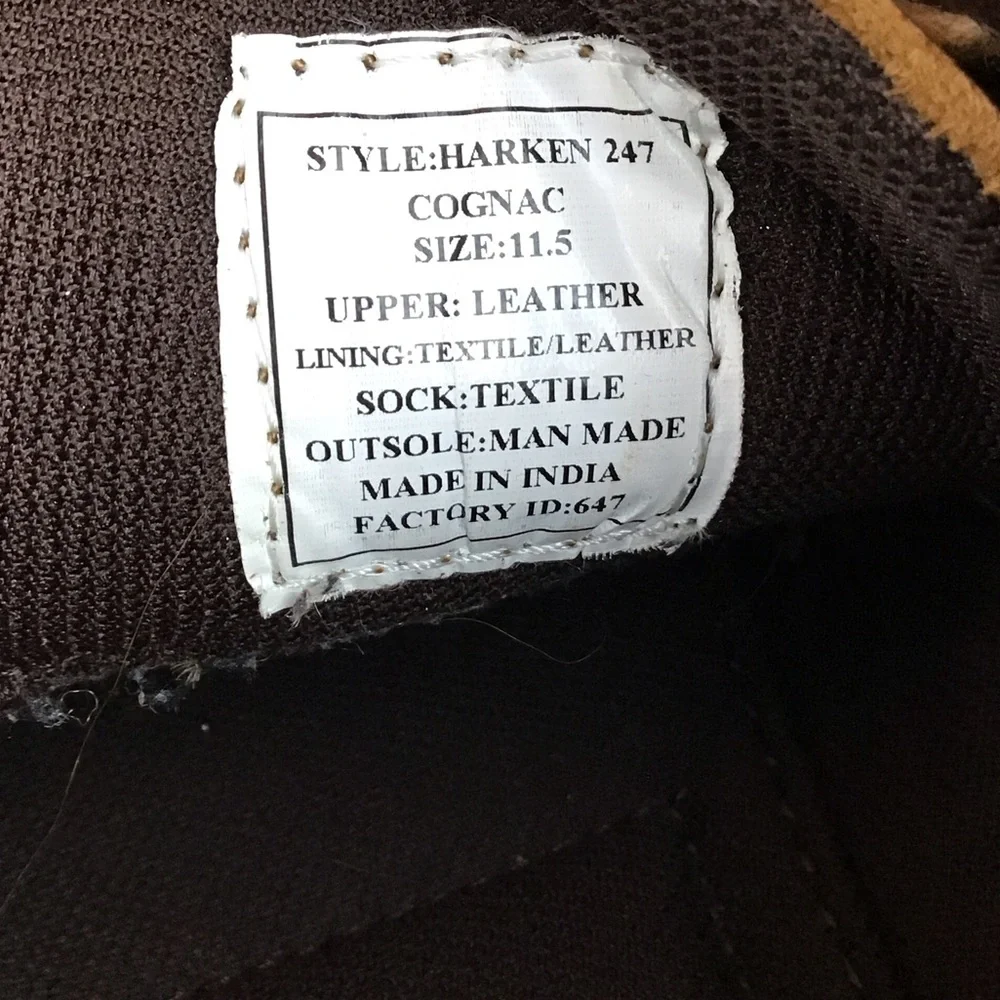 STYLE:HARKEN 247
COGNAC
SIZE:11.5
UPPER: LEATHER
LINING:TEXTILE/LEATHER
SOCK:TEXTILE
OUTSOLE:MAN MADE
MADE IN INDIA
FACTORY ID:647